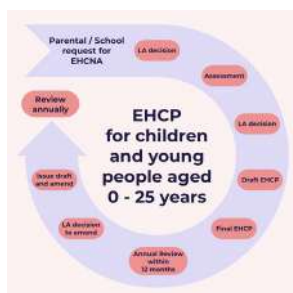 Parental / School
request for
EHCNA
LA decision
Assessment
LA decision
Draft EHCP
Final EHCP
Annual Review
within
12 months
LA decision
to amend
Issue draft
and amend
Review
annually
EHCP
for children
and young
people aged
0 - 25 years